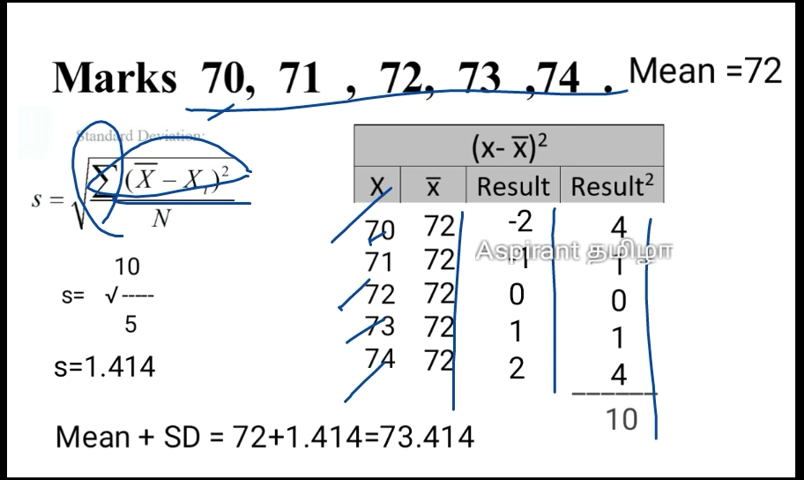 Marks 70, 71 , 72, 73 ,74 . Mean =72
Standard Deviation:
s = √ ∑ (X̅ – Xᵢ)² / N
(x- x̅)²
X x̅ Result Result²
70 72 -2 4
71 72 -1 1
72 72 0 0
73 72 1 1
74 72 2 4
10
Aspirant தமிழா
10
s= √ -----
5
s=1.414
Mean + SD = 72+1.414=73.414